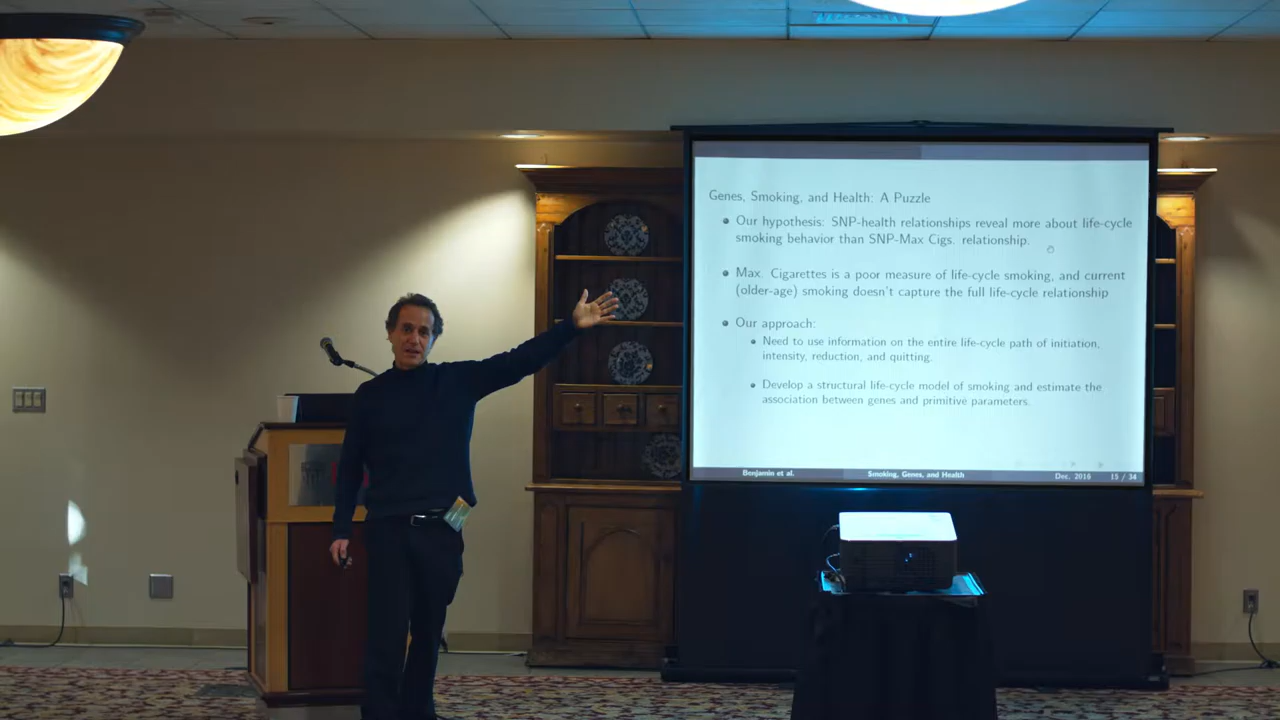 Genes, Smoking, and Health: A Puzzle
Our hypothesis: SNP-health relationships reveal more about life-cycle
smoking behavior than SNP-Max Cigs. relationship.
Max. Cigarettes is a poor measure of life-cycle smoking, and current
(older-age) smoking doesn't capture the full life-cycle relationship
Our approach:
Need to use information on the entire life-cycle path of initiation,
intensity, reduction, and quitting.
Develop a structural life-cycle model of smoking and estimate the
association between genes and primitive parameters.
Benjamin et al. Smoking, Genes, and Health Dec. 2016 15 / 34